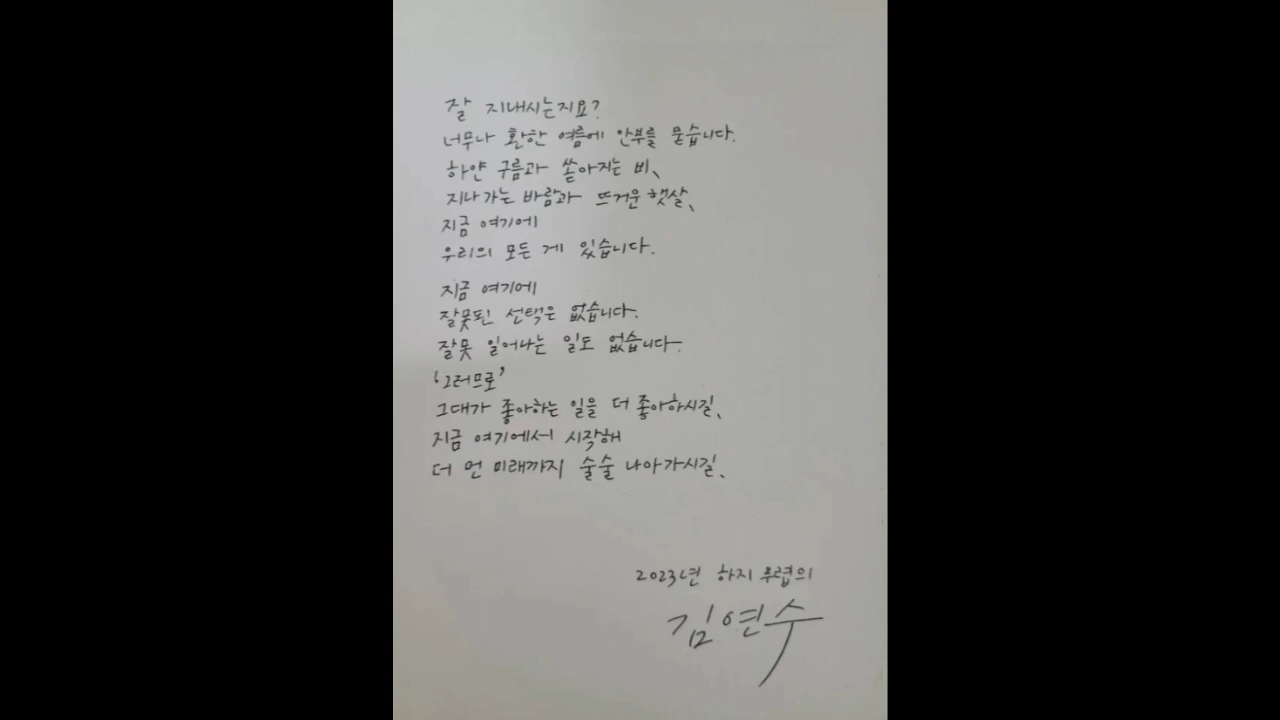 잘 지내시는지요?
너무나 환한 여름에 안부를 묻습니다.
하얀 구름과 쏟아지는 비,
지나가는 바람과 뜨거운 햇살,
지금 여기에
우리의 모든 게 있습니다.
지금 여기에
잘못된 선택은 없습니다.
잘못 일어나는 일도 없습니다.
‘그러므로’
그대가 좋아하는 일을 더 좋아하시길,
지금 여기에서 시작해
더 먼 미래까지 술술 나아가시길,
2023년 하지 무렵의
김연수